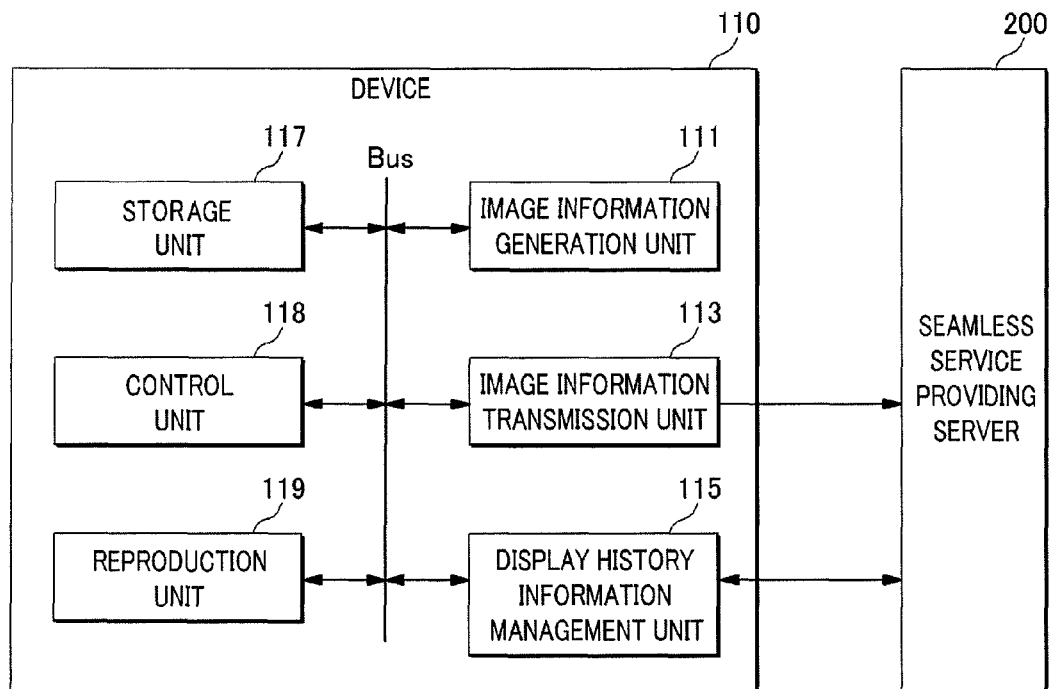 110
200
DEVICE
117
Bus
111
STORAGE
UNIT
IMAGE INFORMATION
GENERATION UNIT
118
113
CONTROL
UNIT
IMAGE INFORMATION
TRANSMISSION UNIT
SEAMLESS
SERVICE
PROVIDING
SERVER
119
115
REPRODUCTION
UNIT
DISPLAY HISTORY
INFORMATION
MANAGEMENT UNIT